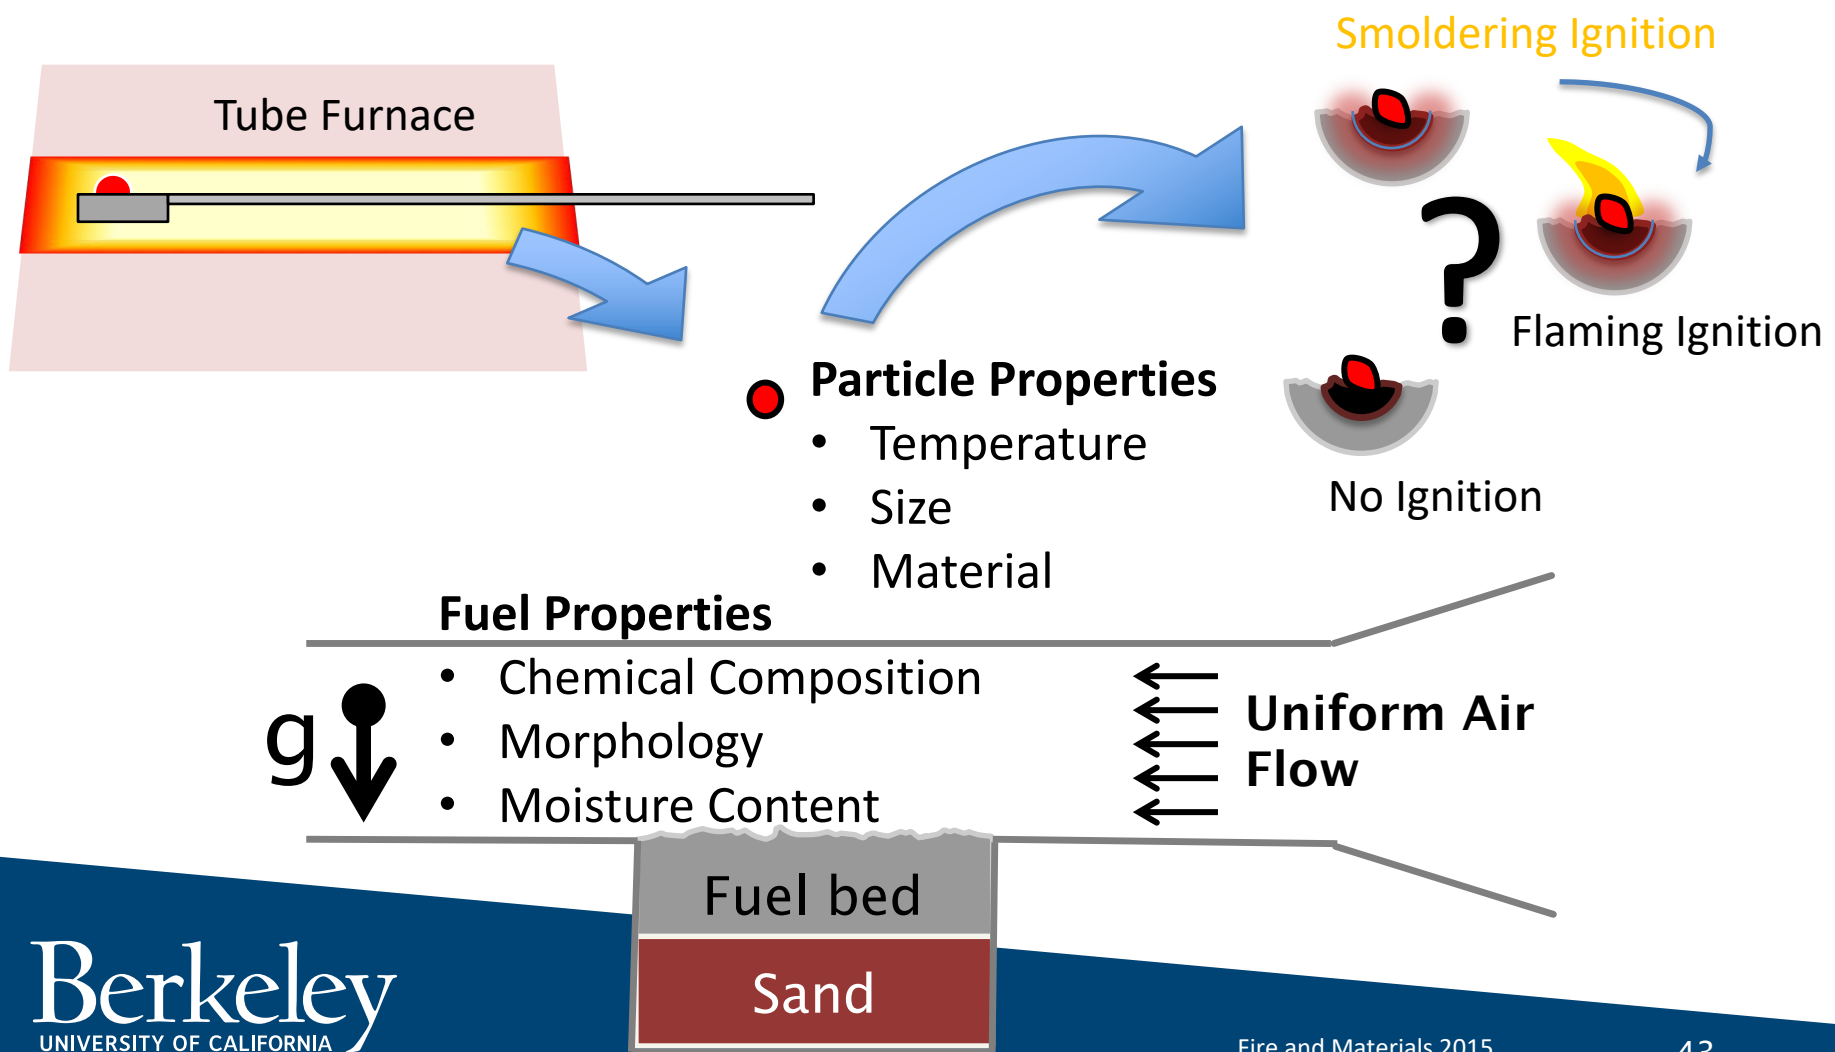 Smoldering Ignition
Tube Furnace
?
Flaming Ignition
Particle Properties
• Temperature
• Size
• Material
No Ignition
Fuel Properties
• Chemical Composition
• Morphology
• Moisture Content
g
Uniform Air
Flow
Fuel bed
Sand
Berkeley
UNIVERSITY OF CALIFORNIA
Fire and Materials 2015
43